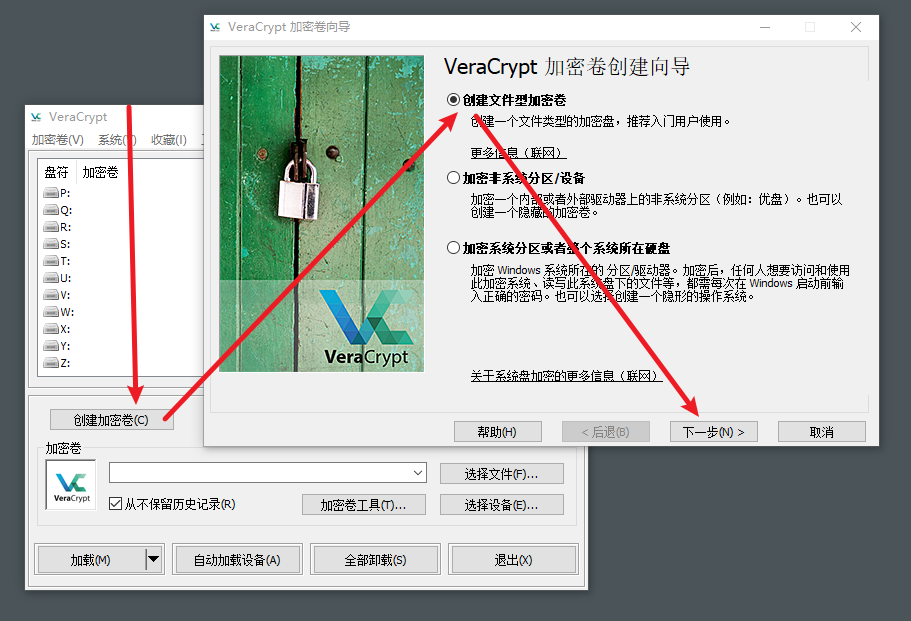 VeraCrypt 加密卷向导
VeraCrypt 加密卷创建向导
创建文件型加密卷
创建一个文件类型的加密盘，推荐入门用户使用。
更多信息（联网）
加密非系统分区/设备
加密一个内部或者外部驱动器上的非系统分区（例如：优盘）。也可以
创建一个隐藏的加密卷。
加密系统分区或者整个系统所在硬盘
加密 Windows 系统所在的 分区/驱动器。加密后，任何人想要访问和使用
此加密系统、读写此系统盘下的文件等，都需每次在 Windows 启动前输
入正确的密码。也可以选择创建一个隐形的操作系统。
关于系统盘加密的更多信息（联网）
VeraCrypt
帮助(H)
< 后退(B)
下一步(N) >
取消
VeraCrypt
加密卷(V)
系统(Y)
收藏(I)
盘符
加密卷
P:
Q:
R:
S:
T:
U:
V:
W:
X:
Y:
Z:
创建加密卷(C)
加密卷
VeraCrypt
选择文件(F)...
从不保留历史记录(R)
加密卷工具(T)...
选择设备(E)...
加载(M)
自动加载设备(A)
全部卸载(S)
退出(X)